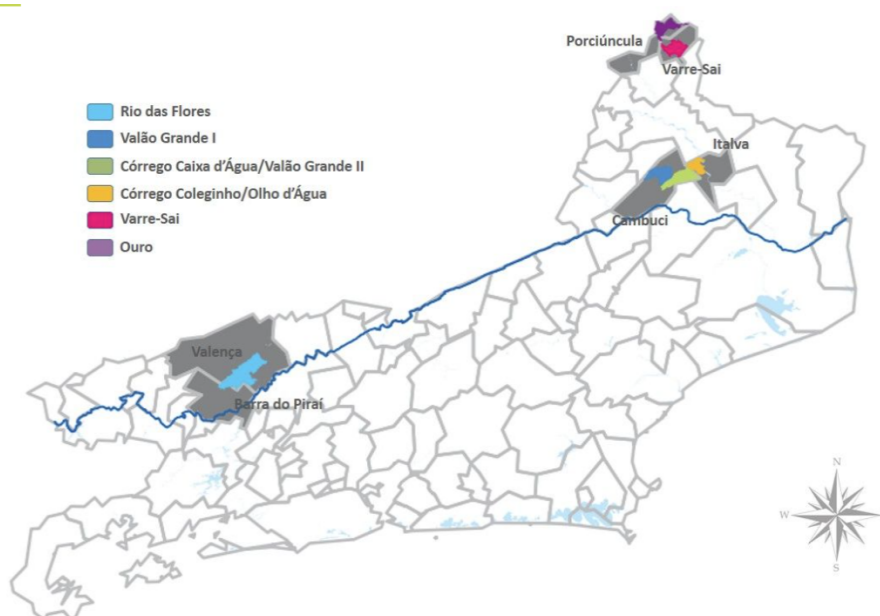 Porciúncula
Varre-Sai
Rio das Flores
Valão Grande I
Córrego Caixa d'Água/Valão Grande II
Córrego Coleginho/Olho d'Água
Varre-Sai
Ouro
Italva
Cambuci
Valença
Barra do Piraí
N
W
S